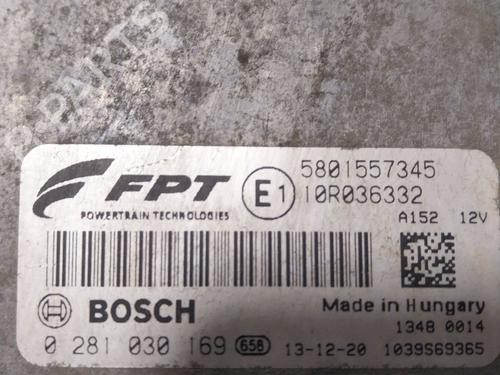 PARTS
5801557345
FPT
E1
10R036332
POWERTRAIN TECHNOLOGIES
A152 12V
BOSCH
Made in Hungary
1348 0014
0 281 030 169 658 13-12-20 1039S69365